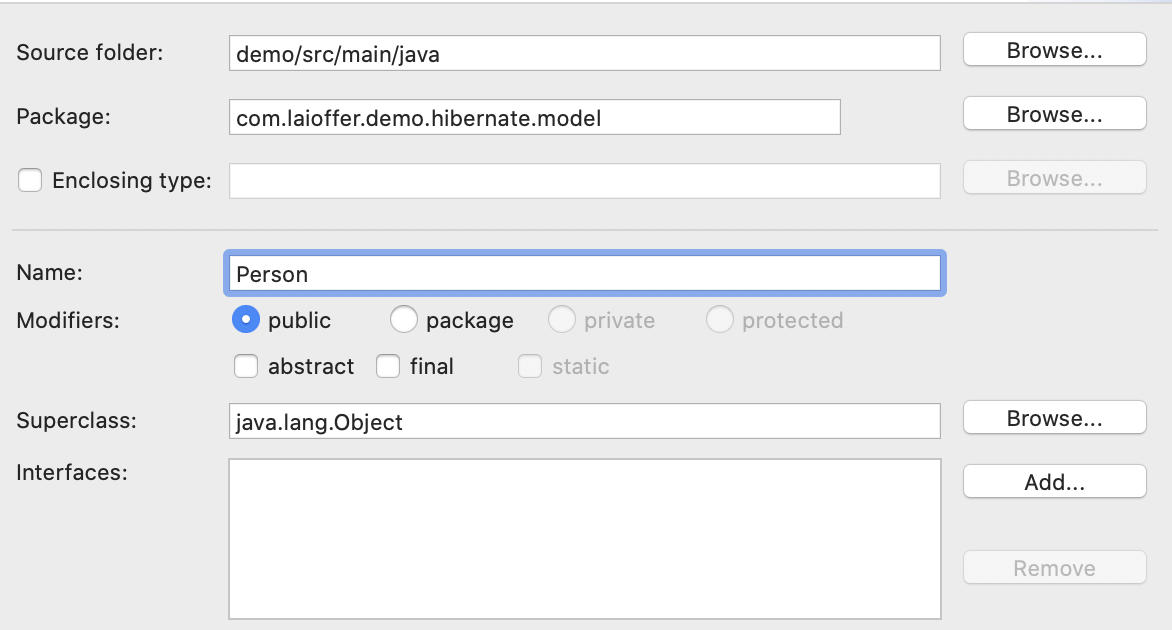 Source folder: demo/src/main/java Browse...
Package: com.laioffer.demo.hibernate.model Browse...
Enclosing type: Browse...
Name: Person
Modifiers: public package private protected
abstract final static
Superclass: java.lang.Object Browse...
Interfaces: Add...
Remove